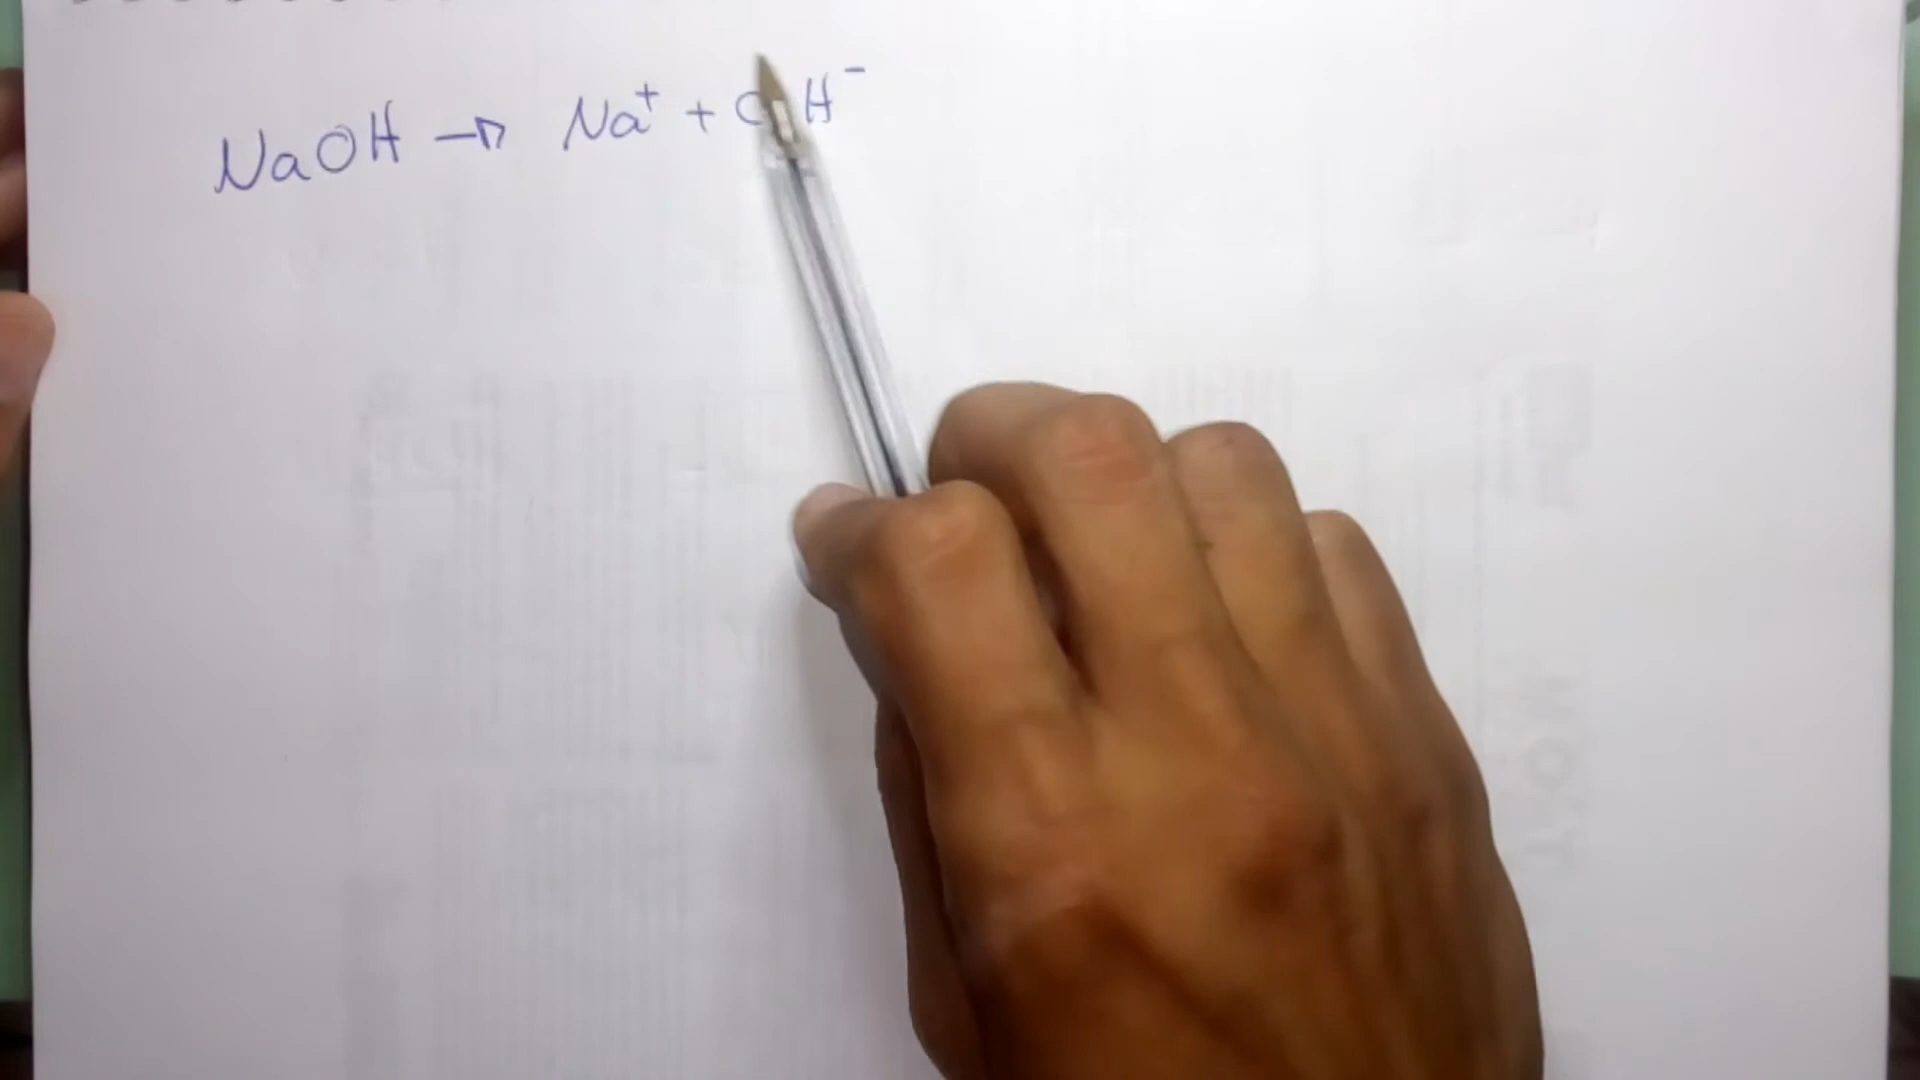 NaOH → Na⁺ + OH⁻